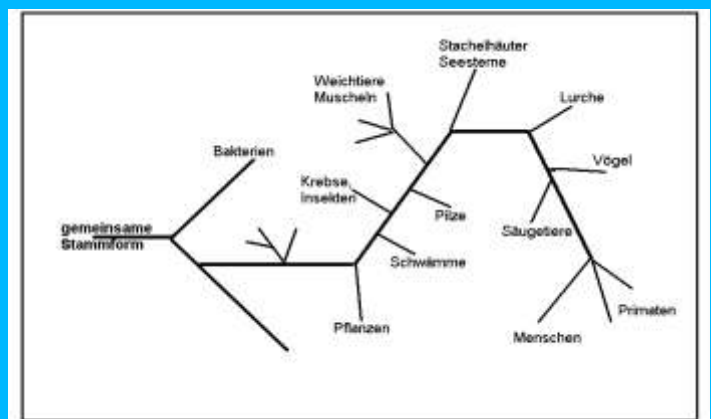 Stachelhäuter
Seesterne
Weichtiere
Muscheln
Lurche
Bakterien
Vögel
Krebse,
Insekten
Pilze
gemeinsame
Stammform
Säugetiere
Schwämme
Primaten
Pflanzen
Menschen